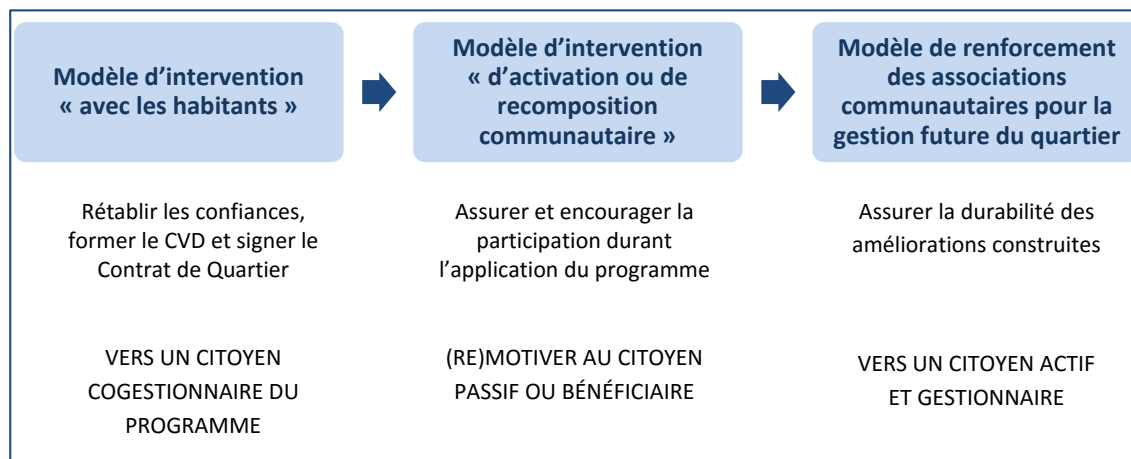 Modèle d’intervention
« avec les habitants »
Modèle d’intervention
« d’activation ou de
recomposition
communautaire »
Modèle de renforcement
des associations
communautaires pour la
gestion future du quartier
Rétablir les confiances,
former le CVD et signer le
Contrat de Quartier
Assurer et encourager la
participation durant
l’application du programme
Assurer la durabilité des
améliorations construites
VERS UN CITOYEN
COGESTIONNAIRE DU
PROGRAMME
(RE)MOTIVER AU CITOYEN
PASSIF OU BÉNÉFICIAIRE
VERS UN CITOYEN ACTIF
ET GESTIONNAIRE